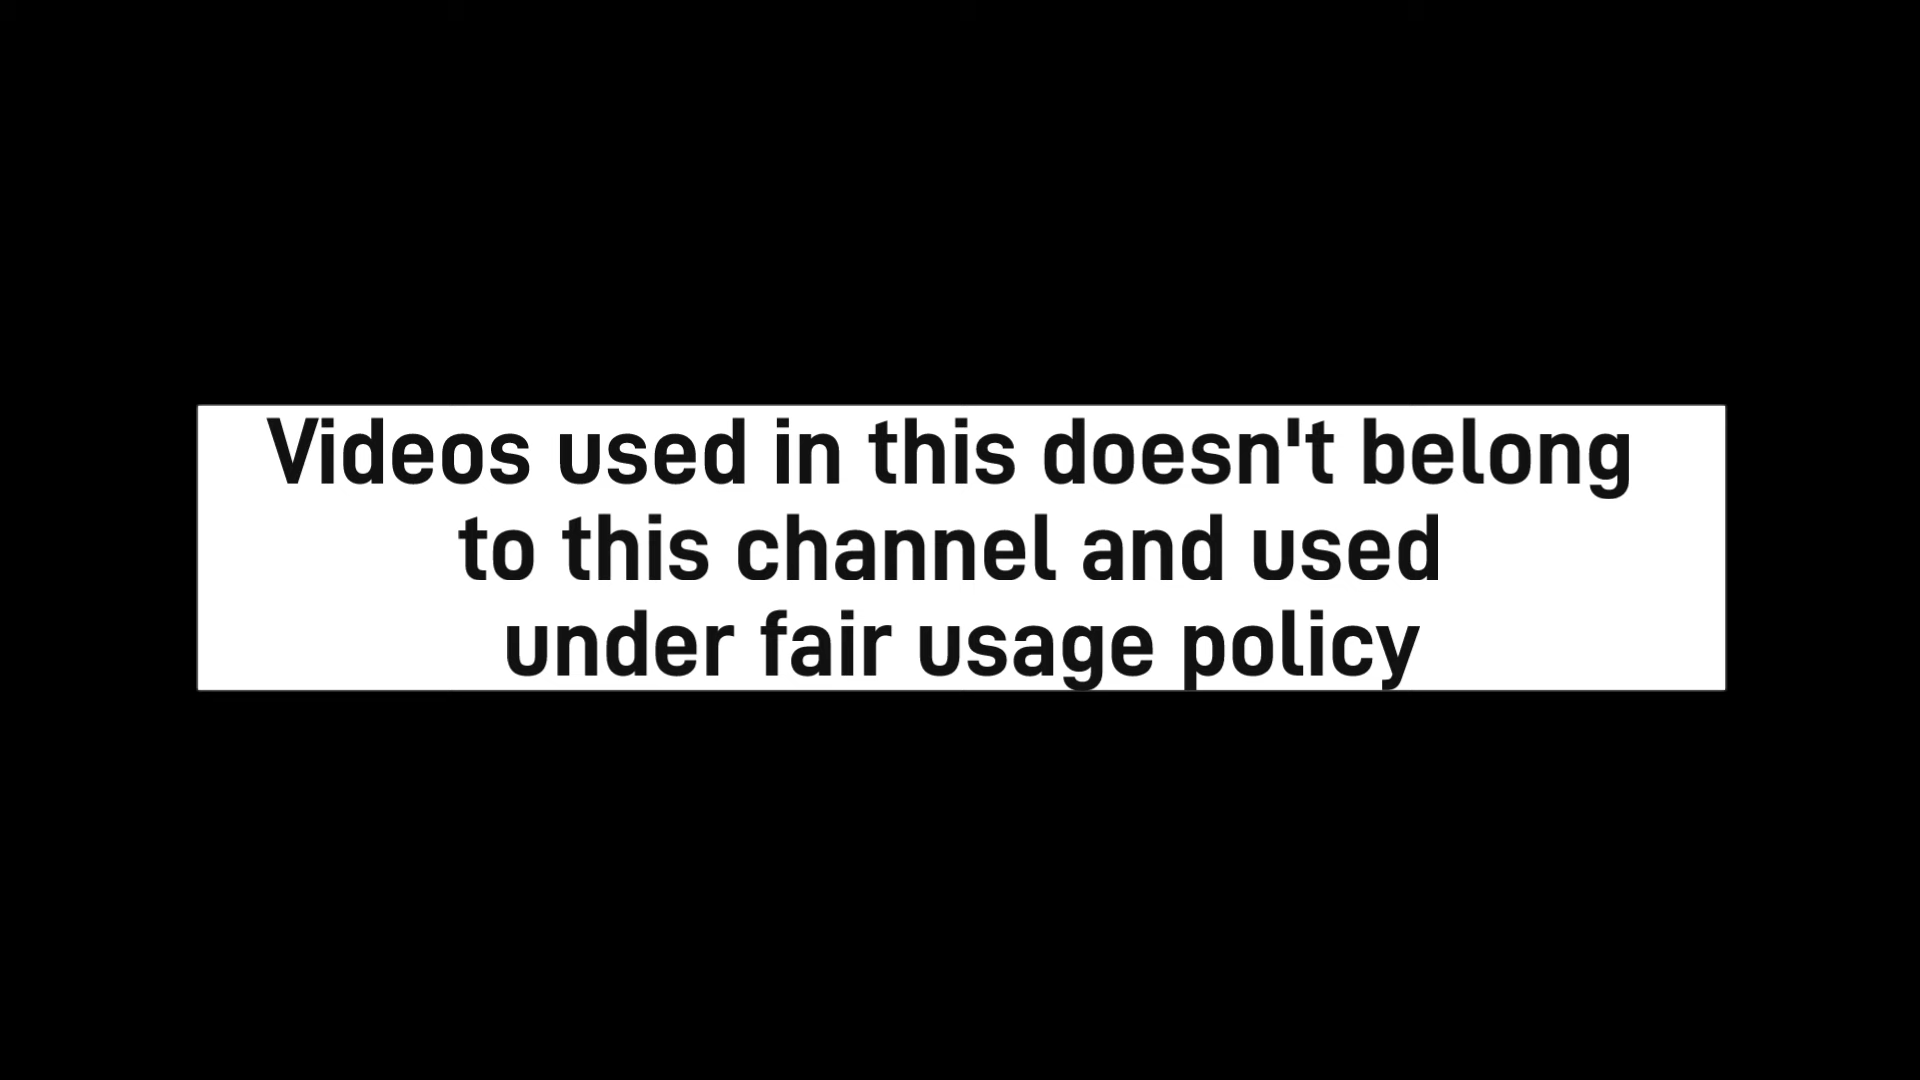 Videos used in this doesn't belong
to this channel and used
under fair usage policy